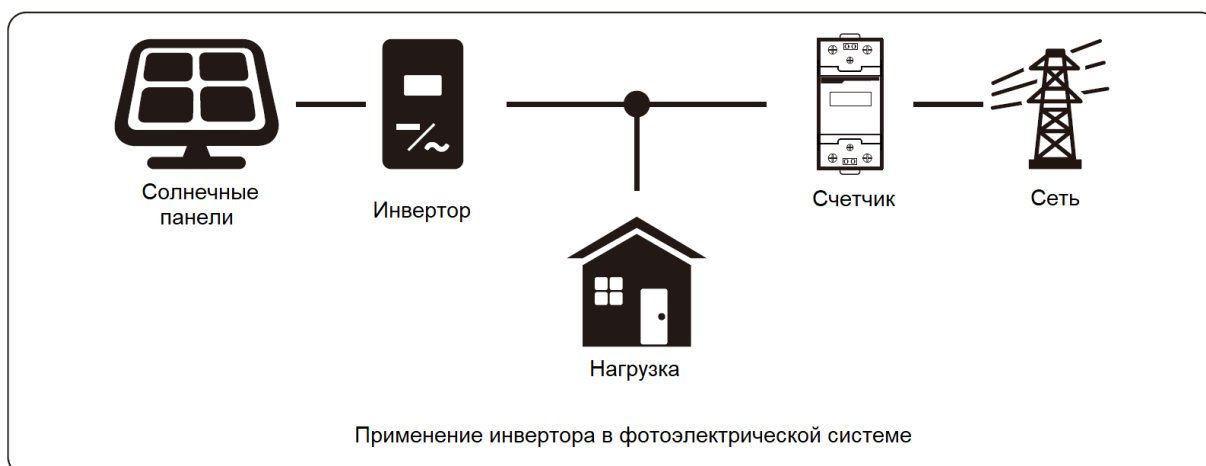 Солнечные
панели
Инвертор
Счетчик
Сеть
Нагрузка
Применение инвертора в фотоэлектрической системе